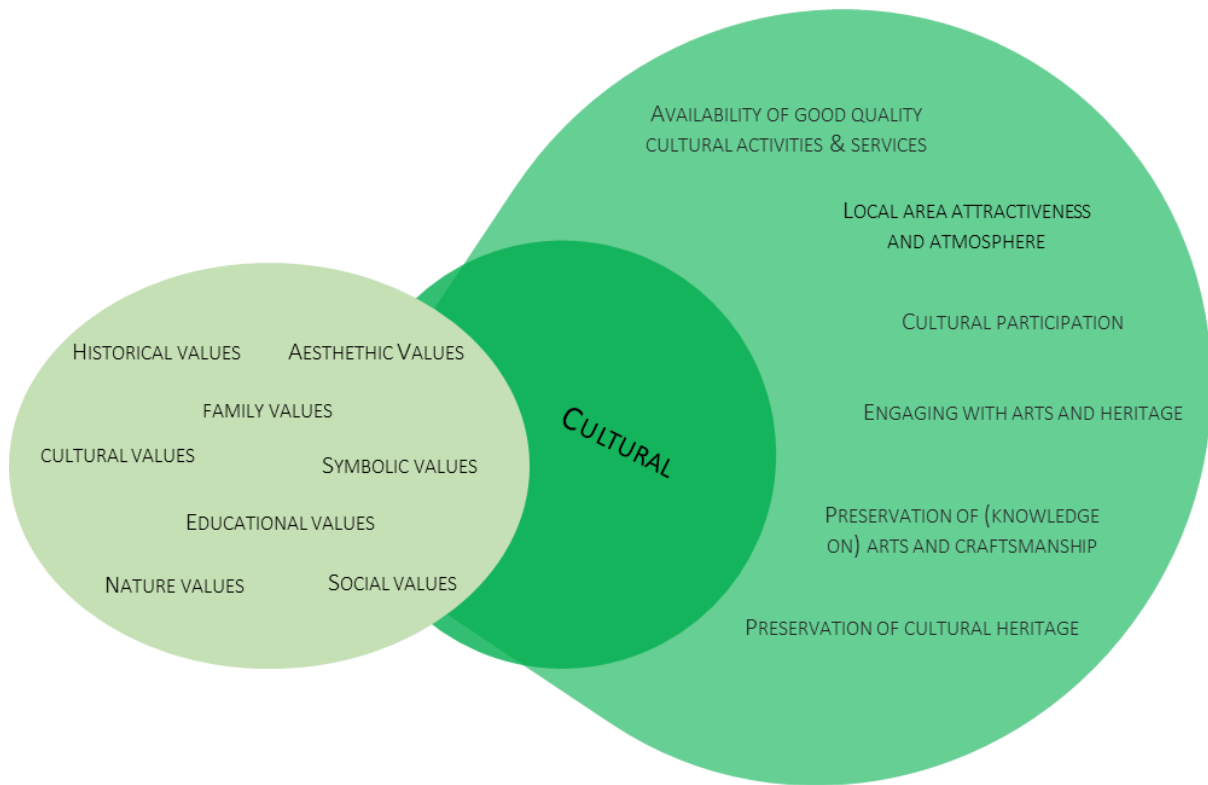 Availability of good quality
cultural activities & services
Local area attractiveness
and atmosphere
Cultural participation
Engaging with arts and heritage
Preservation of (knowledge
on) arts and craftsmanship
Preservation of cultural heritage
Cultural
Historical values
Aesthethic Values
family values
cultural values
Symbolic values
Educational values
Nature values
Social values